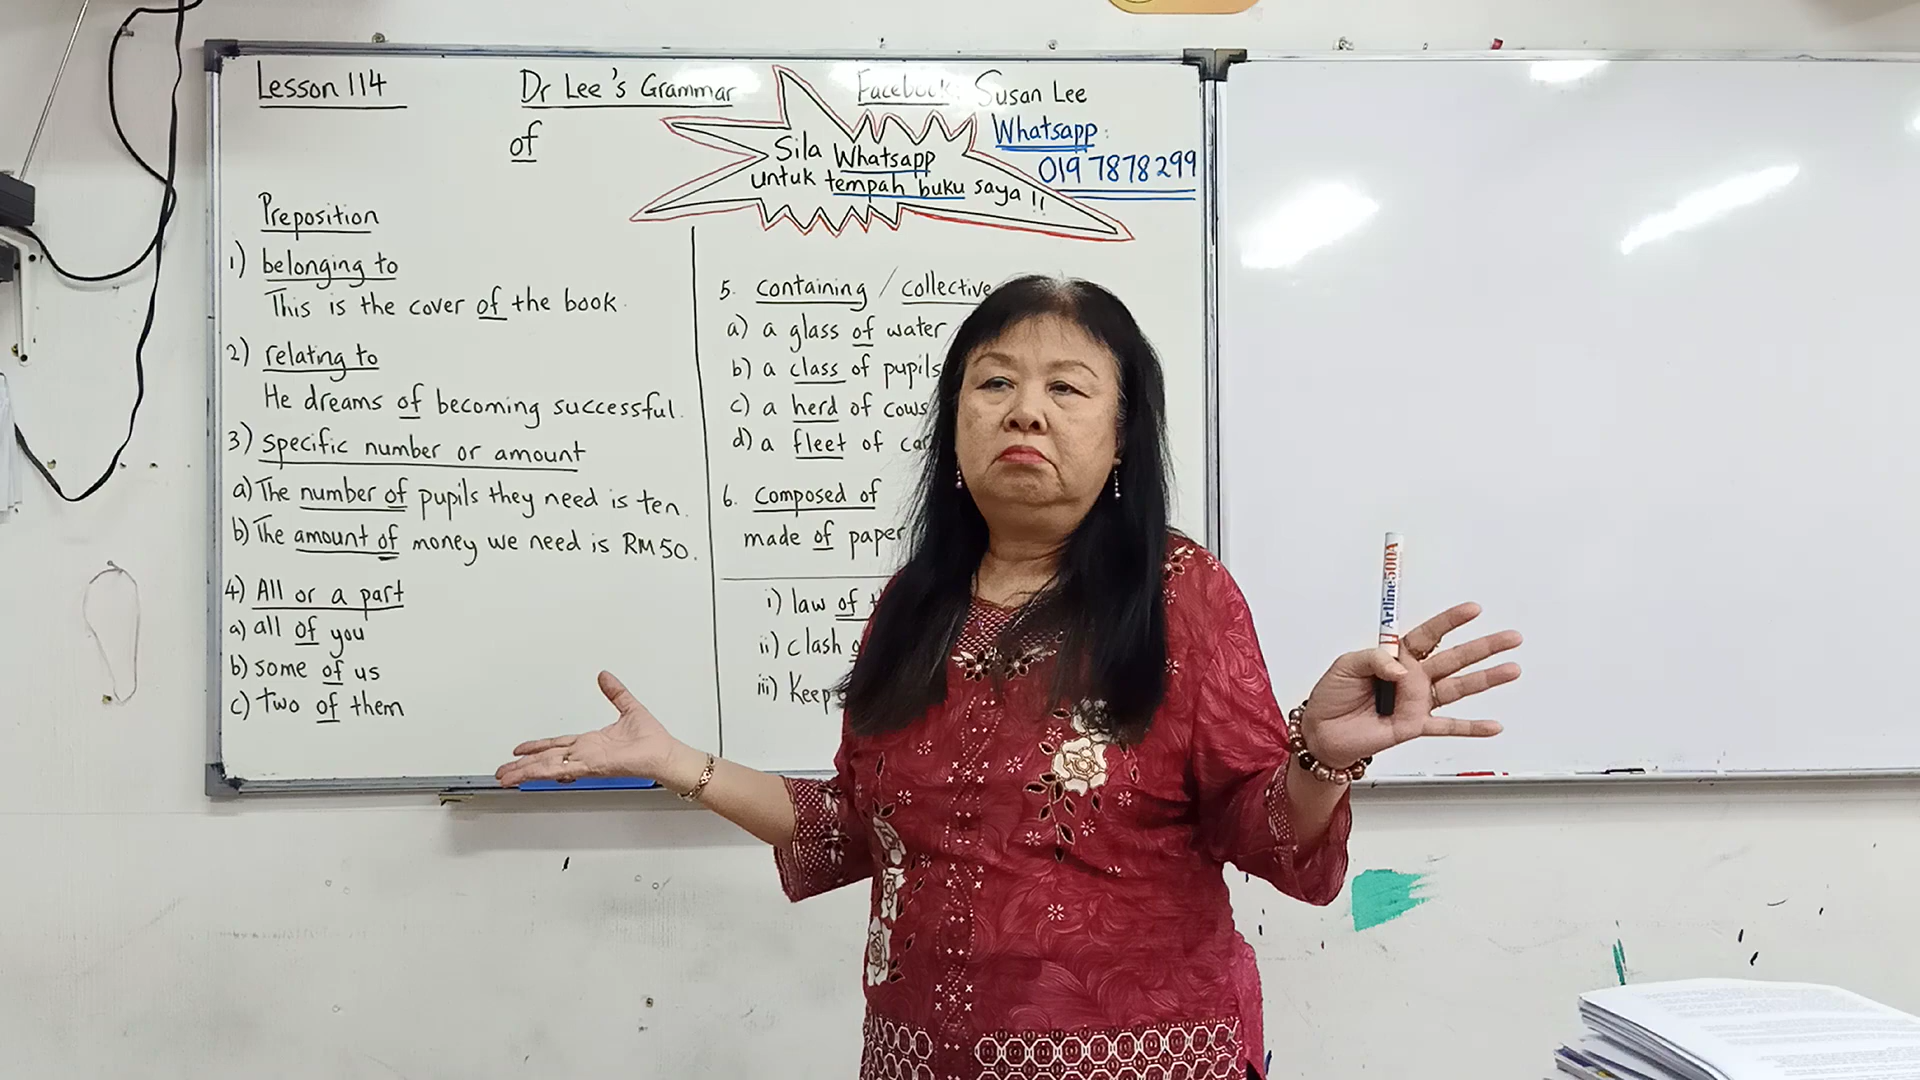 Lesson 114
Dr Lee's Grammar
of
Facebook: Susan Lee
Whatsapp:
019 7878299
Sila Whatsapp
untuk tempah buku saya !!
Preposition
1) belonging to
This is the cover of the book.
2) relating to
He dreams of becoming successful.
3) specific number or amount
a) The number of pupils they need is ten.
b) The amount of money we need is RM50.
4) All or a part
a) all of you
b) some of us
c) two of them
5. containing / collective
a) a glass of water
b) a class of pupils
c) a herd of cows
d) a fleet of
6. composed of
made of paper
i) law of
ii) clash
iii) Keep
Artline 500A